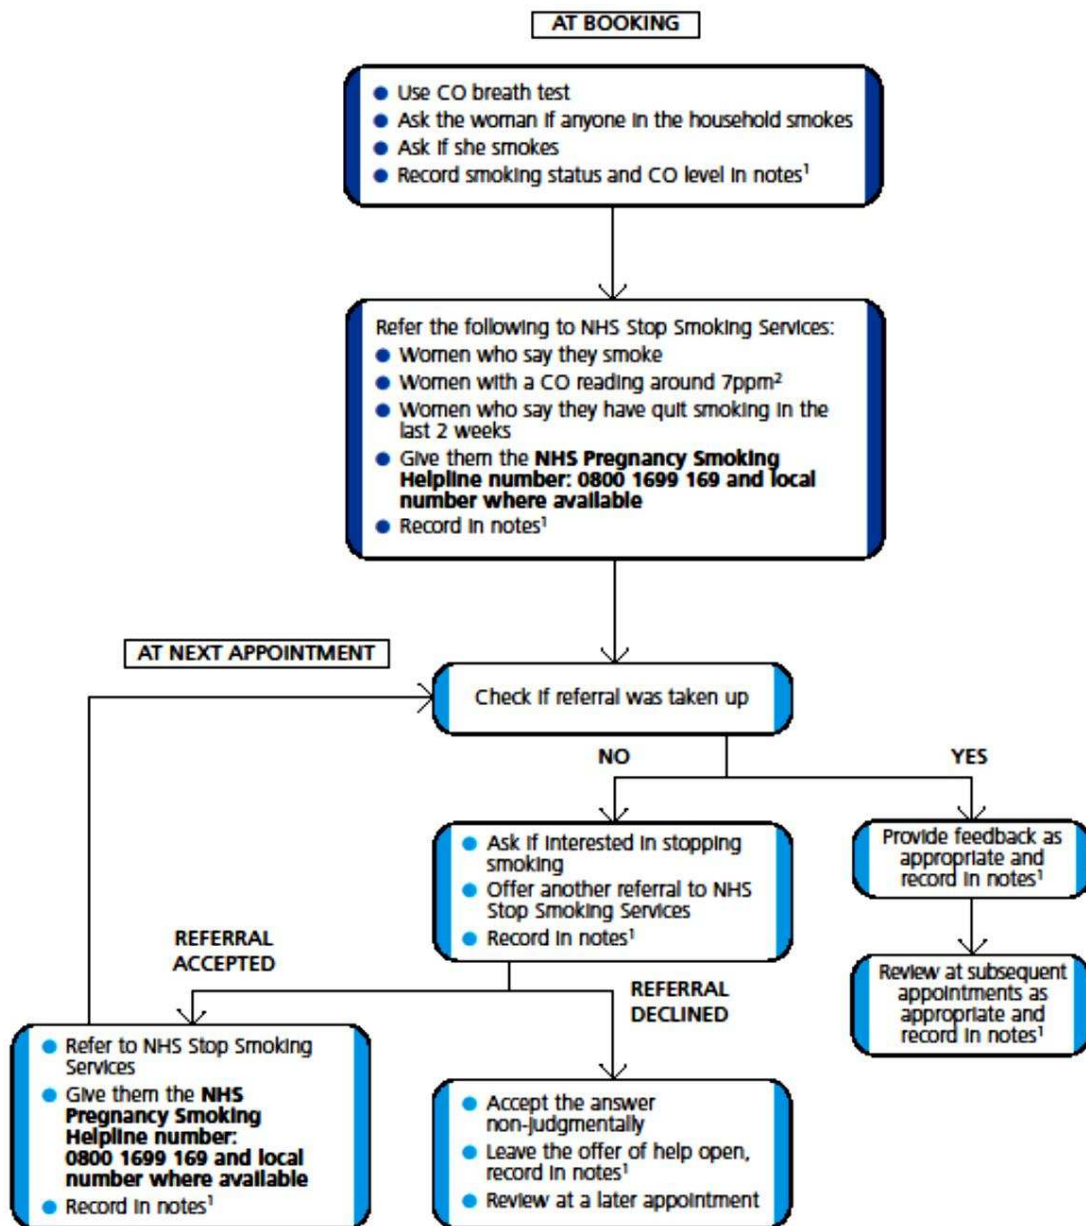 AT BOOKING
● Use CO breath test
● Ask the woman if anyone in the household smokes
● Ask if she smokes
● Record smoking status and CO level in notes¹
Refer the following to NHS Stop Smoking Services:
● Women who say they smoke
● Women with a CO reading around 7ppm²
● Women who say they have quit smoking in the
last 2 weeks
● Give them the NHS Pregnancy Smoking
Helpline number: 0800 1699 169 and local
number where available
● Record in notes¹
AT NEXT APPOINTMENT
Check if referral was taken up
NO
YES
● Ask if interested in stopping
smoking
● Offer another referral to NHS
Stop Smoking Services
● Record in notes¹
Provide feedback as
appropriate and
record in notes¹
Review at subsequent
appointments as
appropriate and
record in notes¹
REFERRAL
ACCEPTED
REFERRAL
DECLINED
● Refer to NHS Stop Smoking
Services
● Give them the NHS
Pregnancy Smoking
Helpline number:
0800 1699 169 and local
number where available
● Record in notes¹
● Accept the answer
non-judgmentally
● Leave the offer of help open,
record in notes¹
● Review at a later appointment